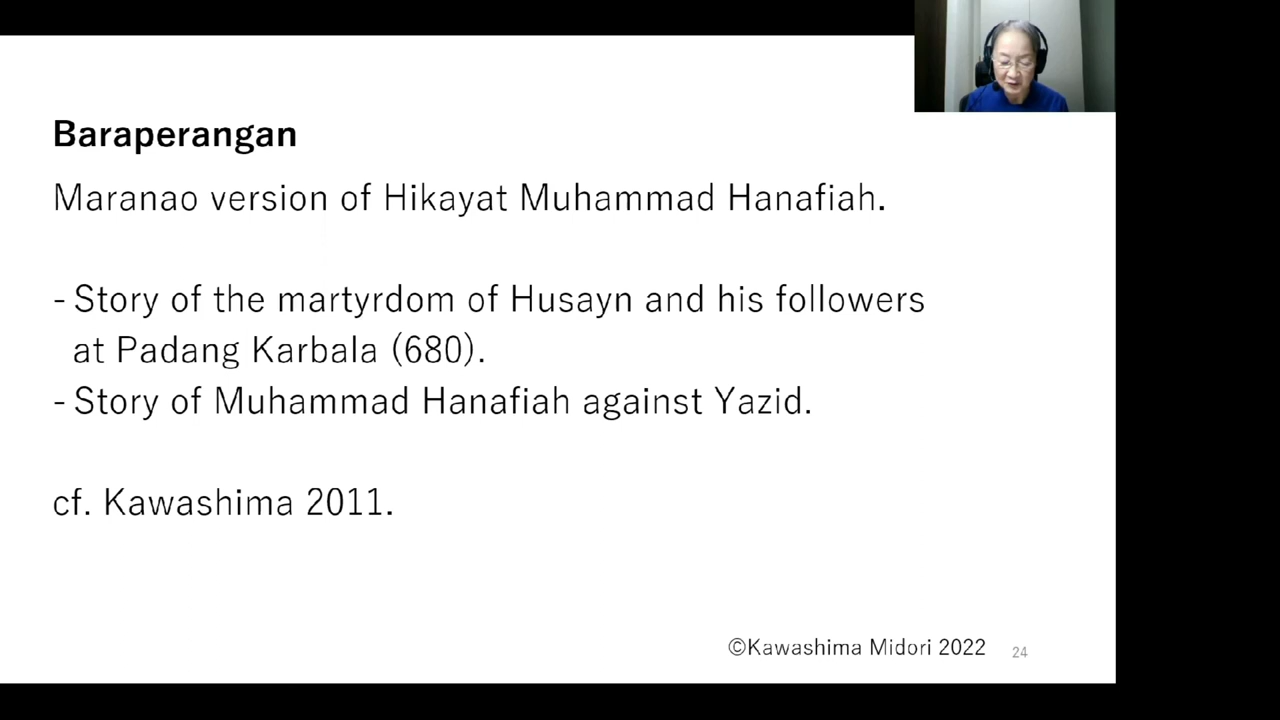 Baraperangan
Maranao version of Hikayat Muhammad Hanafiah.
- Story of the martyrdom of Husayn and his followers
at Padang Karbala (680).
- Story of Muhammad Hanafiah against Yazid.
cf. Kawashima 2011.
©Kawashima Midori 2022
24